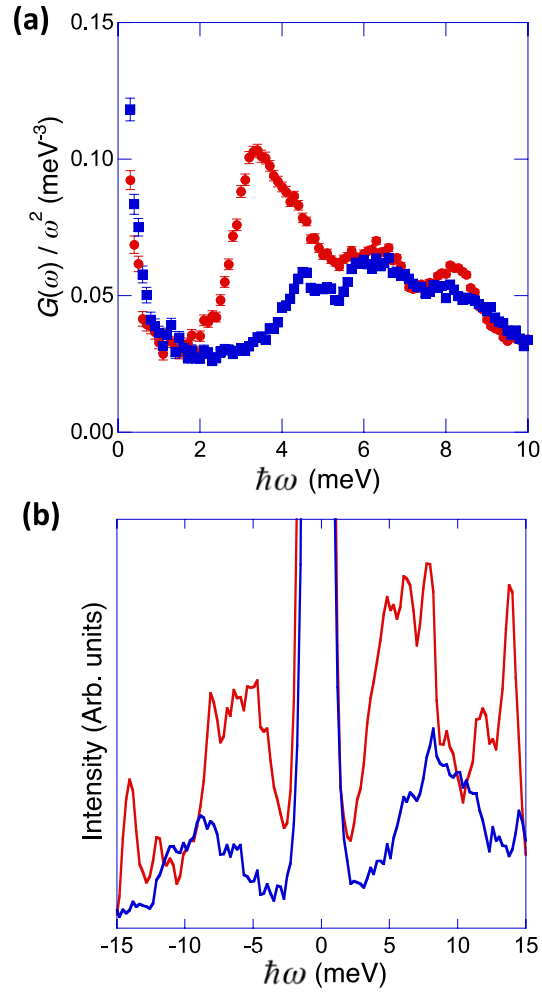 (a)
0.15
0.10
0.05
0.00
G(ω) / ω² (meV⁻³)
0 2 4 6 8 10
ℏω (meV)
(b)
Intensity (Arb. units)
-15 -10 -5 0 5 10 15
ℏω (meV)